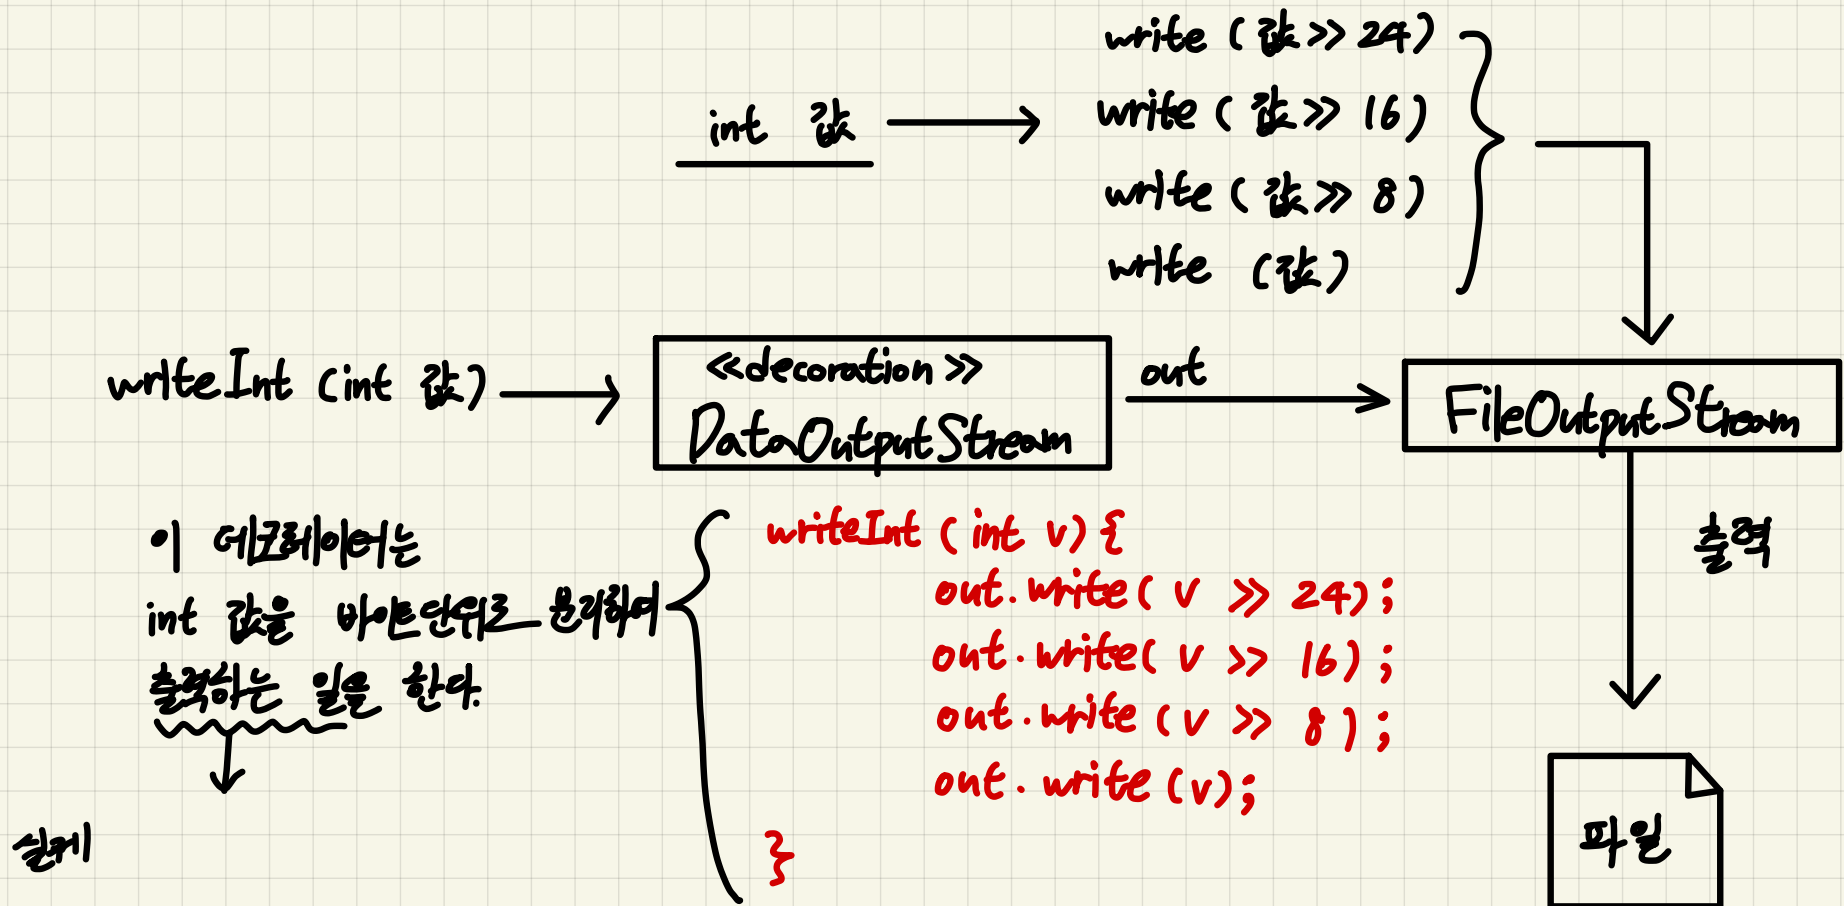 write (값 >> 24)
int 값
write (값 >> 16)
write (값 >> 8)
write (값)
writeInt (int 값)
<<decoration>>
DataOutputStream
out
FileOutputStream
이 데코레이터는
int 값을 바이트단위로 분리하여
출력하는 일을 한다.
실제
writeInt (int v) {
out.write( v >> 24);
out.write( v >> 16);
out.write (v >> 8);
out.write (v);
}
출력
파일